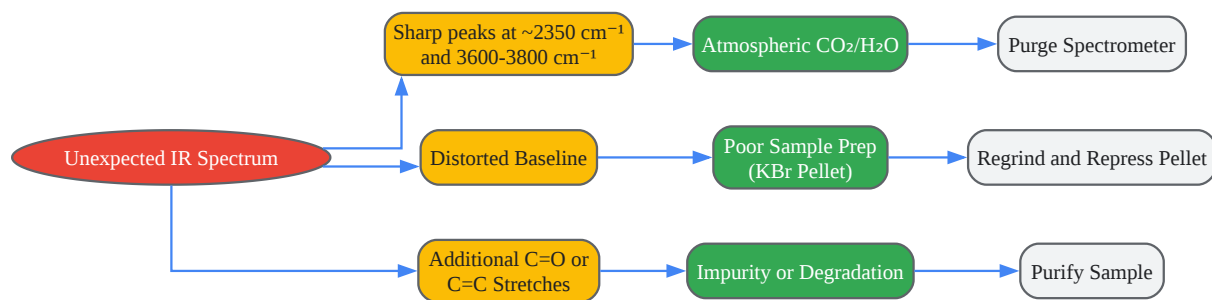 Sharp peaks at ~2350 cm⁻¹
and 3600-3800 cm⁻¹
Atmospheric CO₂/H₂O
Purge Spectrometer
Unexpected IR Spectrum
Distorted Baseline
Poor Sample Prep
(KBr Pellet)
Regrind and Repress Pellet
Additional C=O or
C=C Stretches
Impurity or Degradation
Purify Sample